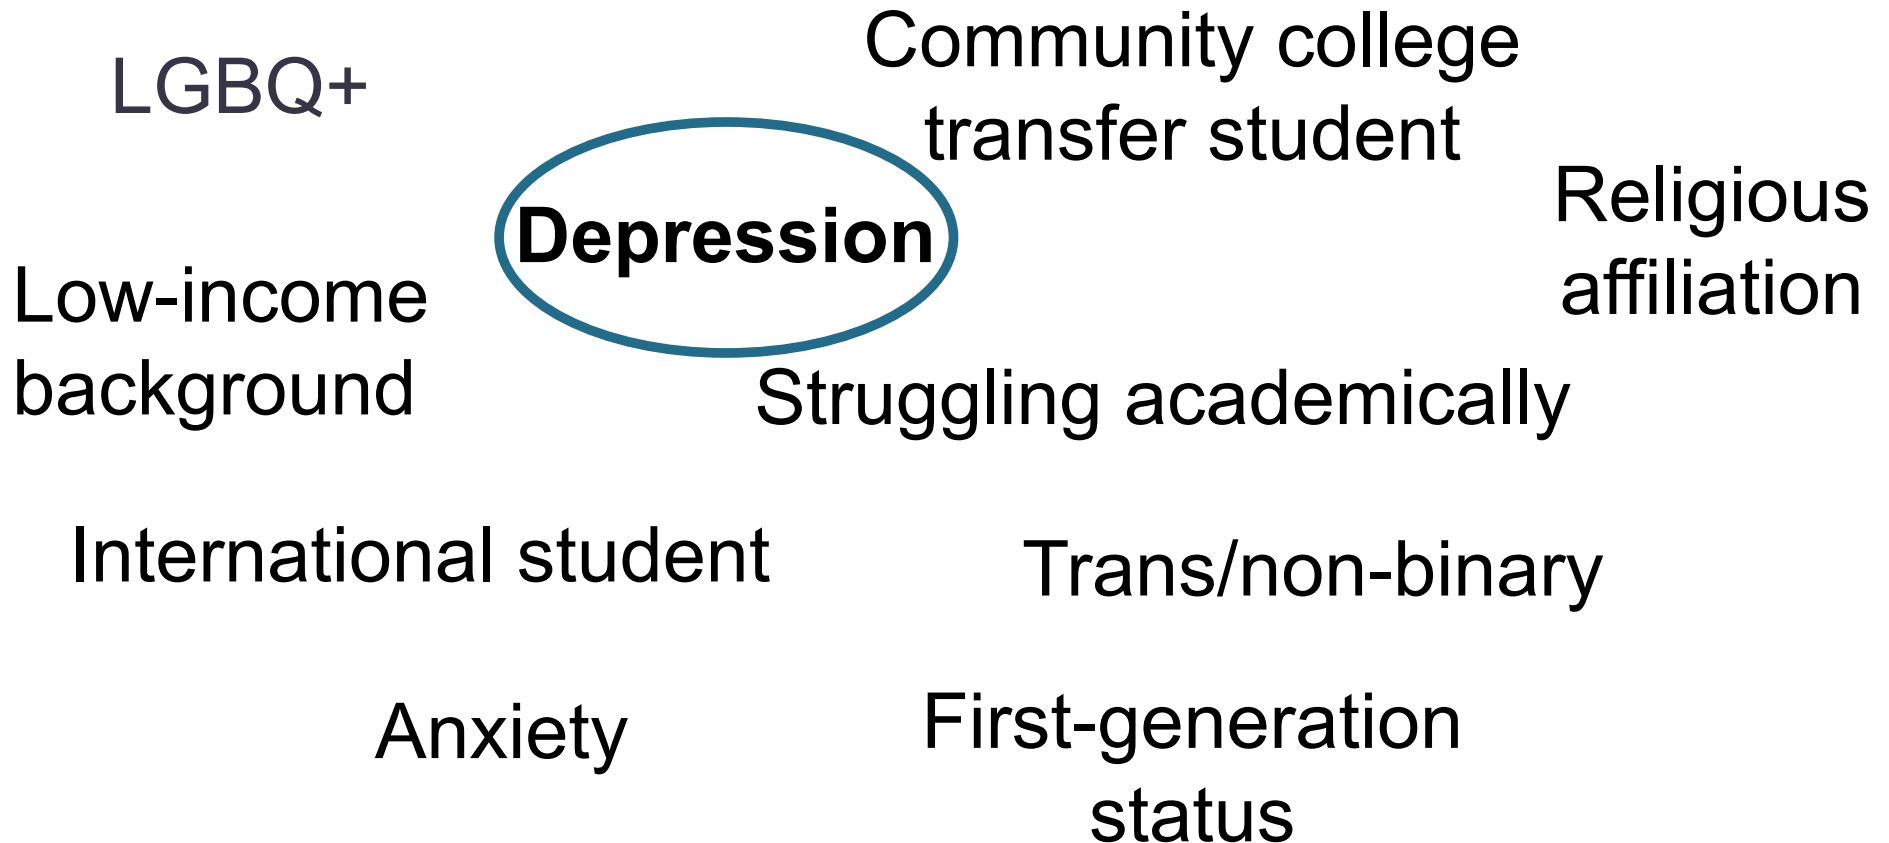 LGBQ+
Community college
transfer student
Depression
Religious
affiliation
Low-income
background
Struggling academically
International student
Trans/non-binary
Anxiety
First-generation
status